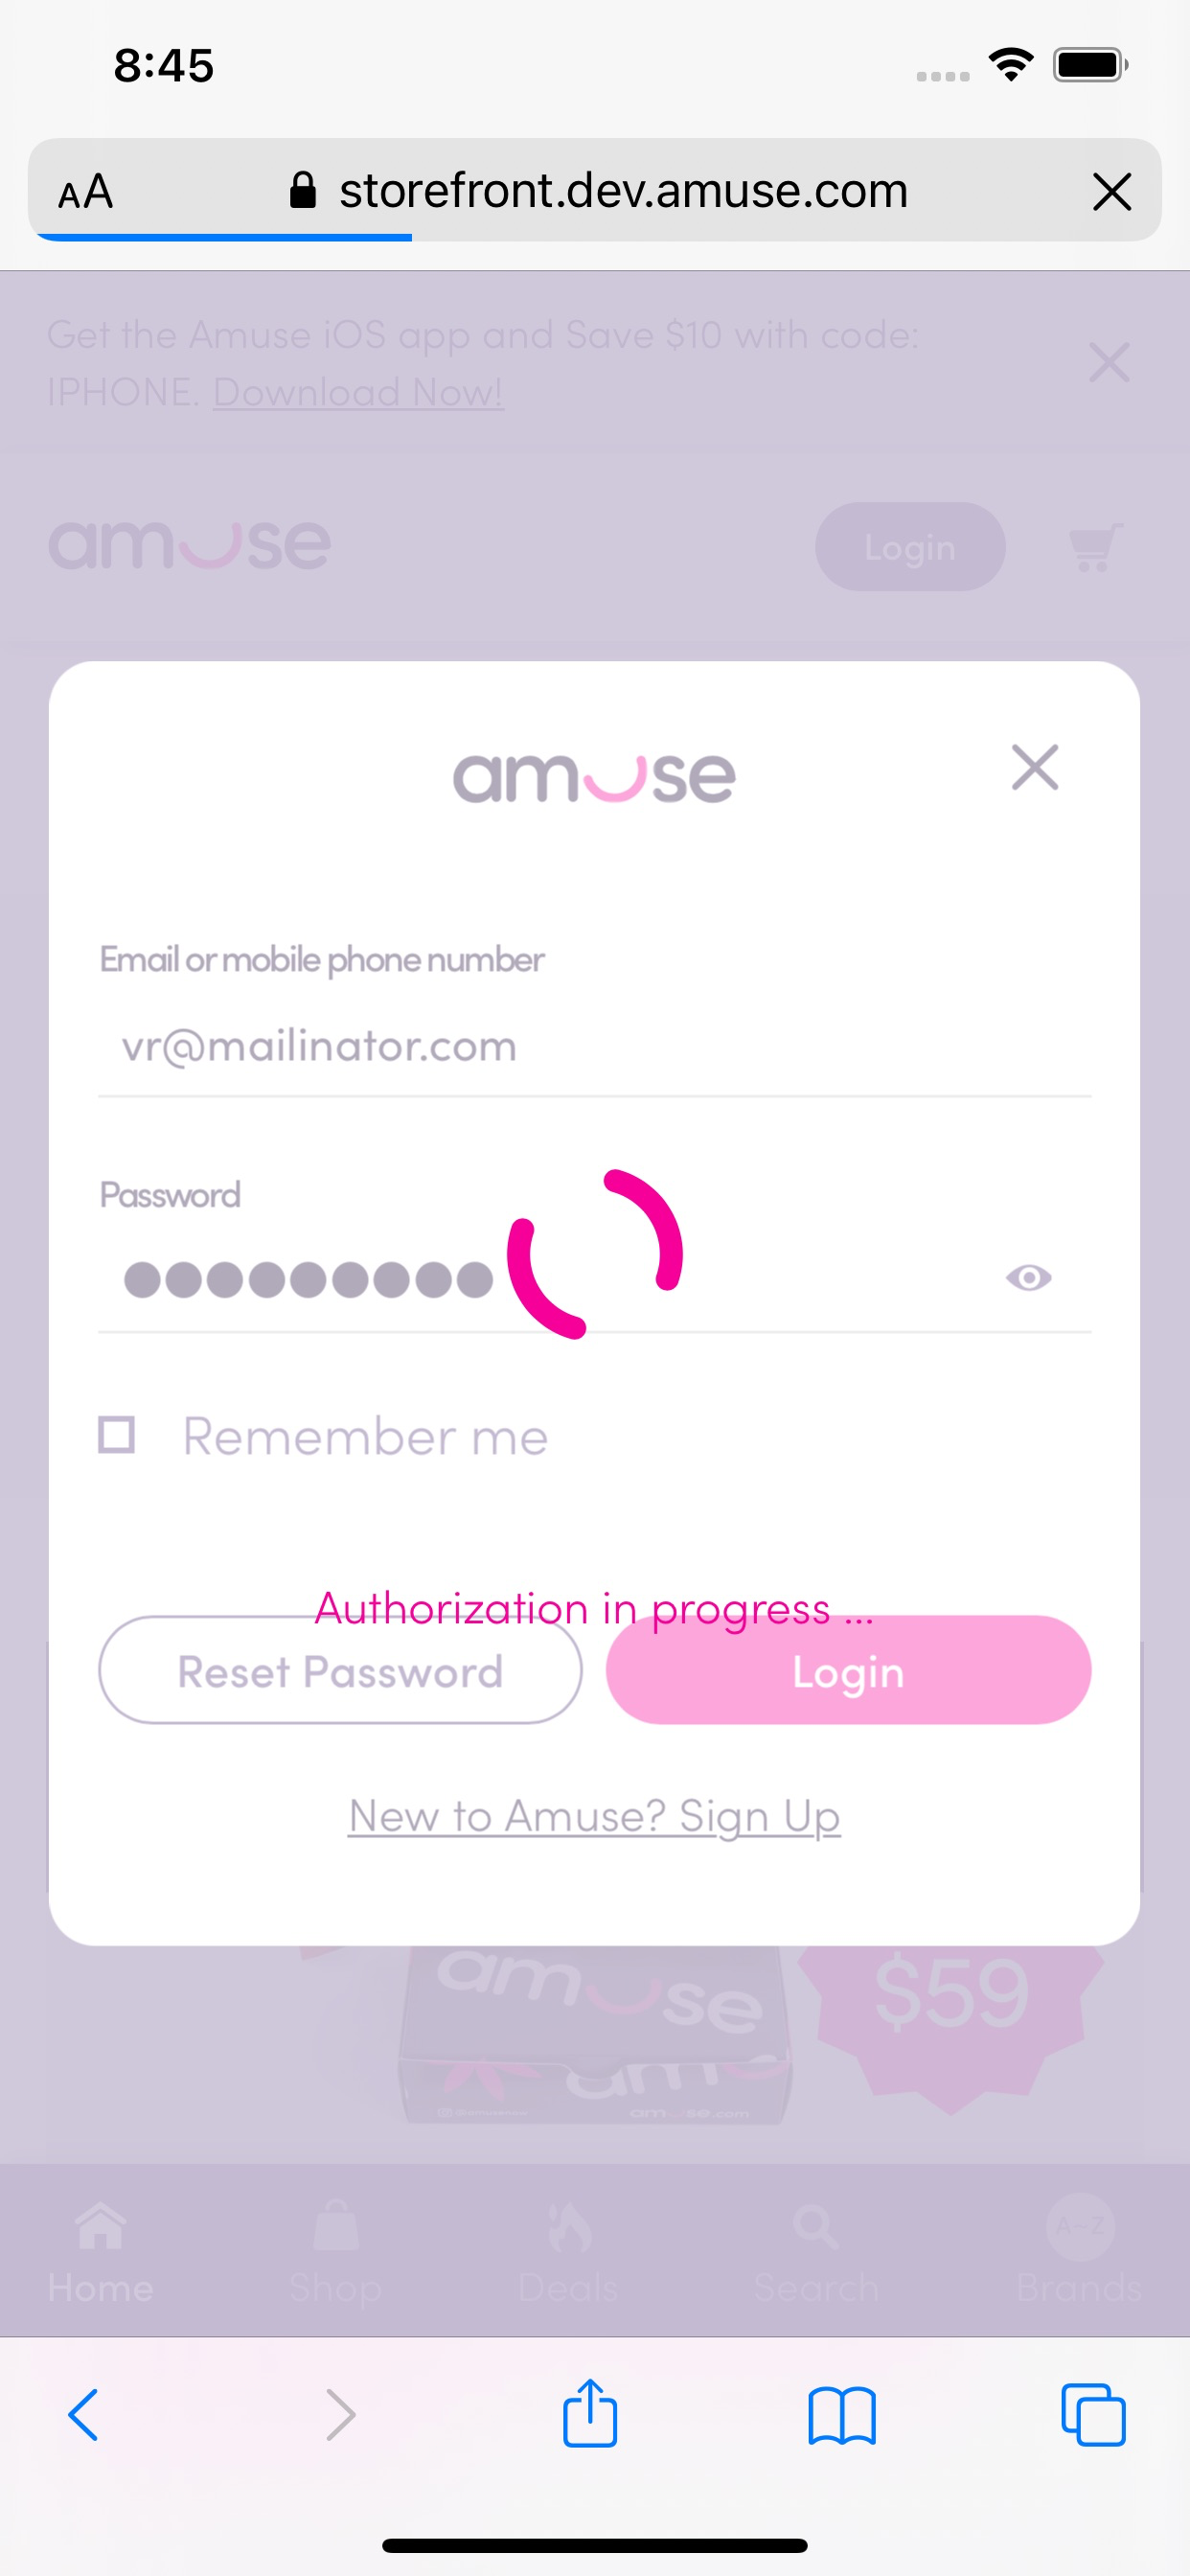 8:45
AA storefront.dev.amuse.com
Get the Amuse iOS app and Save $10 with code:
IPHONE. Download Now!
amuse
Login
amuse
Email or mobile phone number
vr@mailinator.com
Password
Remember me
Authorization in progress ...
Reset Password
Login
New to Amuse? Sign Up
amuse
$59
amuse.com
A-Z
Home
Shop
Deals
Search
Brands